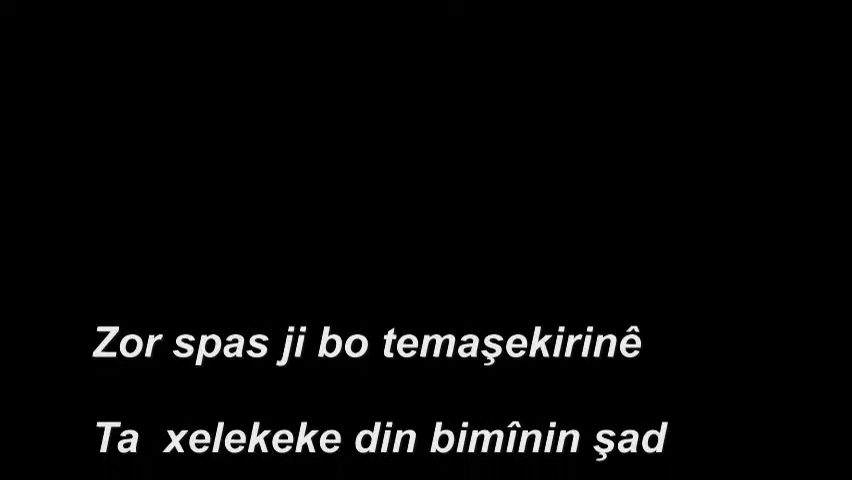 Zor spas ji bo temaşekirinê
Ta xelekeke din bimînin şad